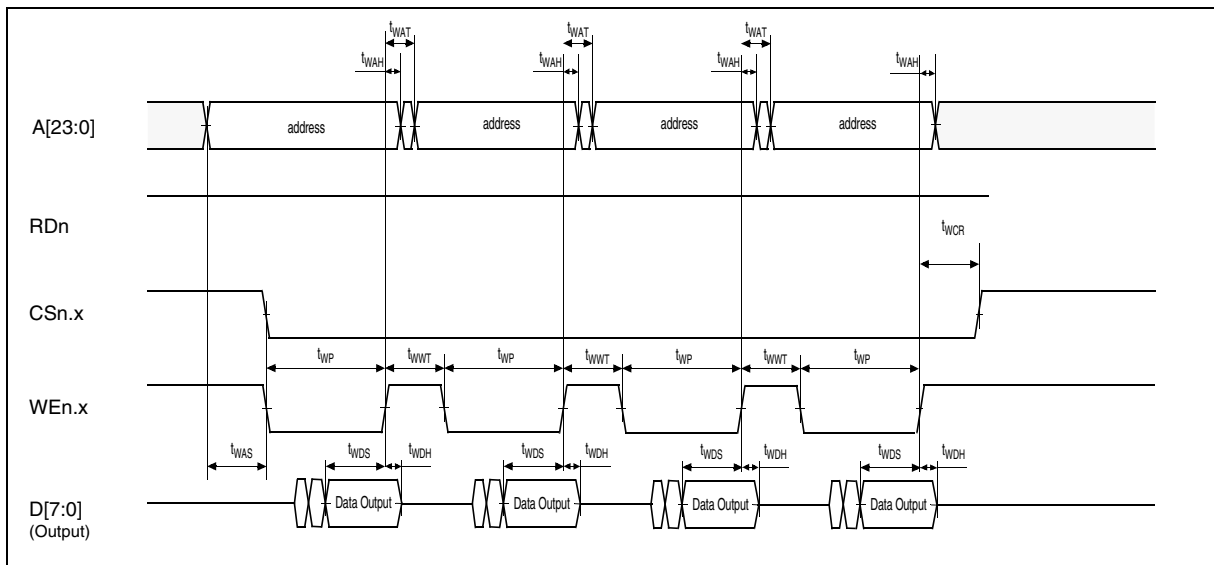 tWAT tWAT tWAT
tWAH tWAH tWAH tWAH
A[23:0] address address address address
RDn
tWCR
CSn.x
tWP tWWT tWP tWWT tWP tWWT tWP
WEn.x
tWAS tWDS tWDH tWDS tWDH tWDS tWDH tWDS tWDH
D[7:0] Data Output Data Output Data Output Data Output
(Output)